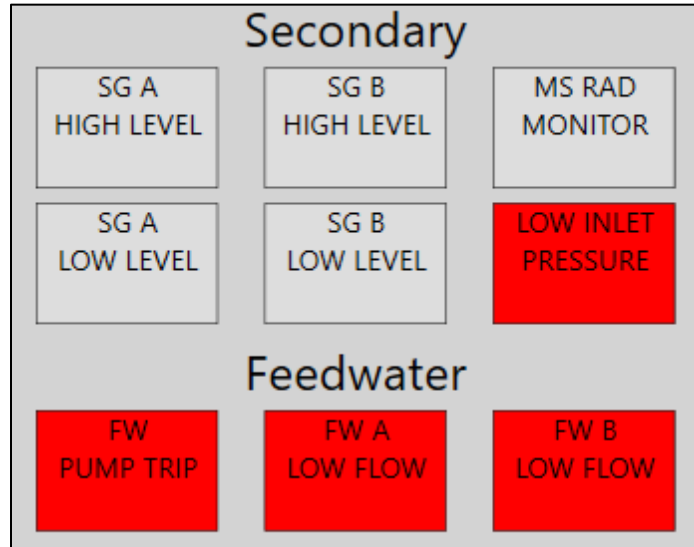 Secondary
SG A
HIGH LEVEL
SG B
HIGH LEVEL
MS RAD
MONITOR
SG A
LOW LEVEL
SG B
LOW LEVEL
LOW INLET
PRESSURE
Feedwater
FW
PUMP TRIP
FW A
LOW FLOW
FW B
LOW FLOW